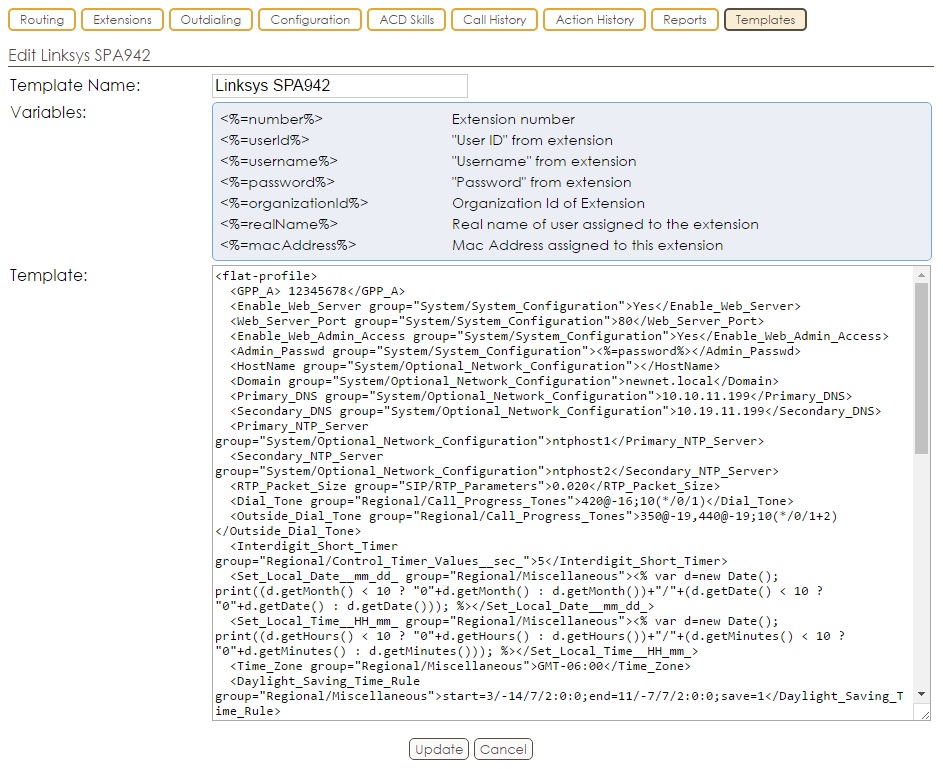 Routing Extensions Outdialing Configuration ACD Skills Call History Action History Reports Templates
Edit Linksys SPA942
Template Name: Linksys SPA942
Variables:
<%=number%> Extension number
<%=userId%> "User ID" from extension
<%=username%> "Username" from extension
<%=password%> "Password" from extension
<%=organizationId%> Organization Id of Extension
<%=realName%> Real name of user assigned to the extension
<%=macAddress%> Mac Address assigned to this extension
Template:
<flat-profile>
<GPP_A> 12345678</GPP_A>
<Enable_Web_Server group="System/System_Configuration">Yes</Enable_Web_Server>
<Web_Server_Port group="System/System_Configuration">80</Web_Server_Port>
<Enable_Web_Admin_Access group="System/System_Configuration">Yes</Enable_Web_Admin_Access>
<Admin_Passwd group="System/System_Configuration"><%=password%></Admin_Passwd>
<HostName group="System/Optional_Network_Configuration"></HostName>
<Domain group="System/Optional_Network_Configuration">newnet.local</Domain>
<Primary_DNS group="System/Optional_Network_Configuration">10.10.11.199</Primary_DNS>
<Secondary_DNS group="System/Optional_Network_Configuration">10.19.11.199</Secondary_DNS>
<Primary_NTP_Server
group="System/Optional_Network_Configuration">ntphost1</Primary_NTP_Server>
<Secondary_NTP_Server
group="System/Optional_Network_Configuration">ntphost2</Secondary_NTP_Server>
<RTP_Packet_Size group="SIP/RTP_Parameters">0.020</RTP_Packet_Size>
<Dial_Tone group="Regional/Call_Progress_Tones">420@-16;10(*/0/1)</Dial_Tone>
<Outside_Dial_Tone group="Regional/Call_Progress_Tones">350@-19,440@-19;10(*/0/1+2)
</Outside_Dial_Tone>
<Interdigit_Short_Timer
group="Regional/Control_Timer_Values__sec_">5</Interdigit_Short_Timer>
<Set_Local_Date__mm_dd_ group="Regional/Miscellaneous"><% var d=new Date();
print((d.getMonth() < 10 ? "0"+d.getMonth() : d.getMonth())+"/"+(d.getDate() < 10 ?
"0"+d.getDate() : d.getDate())); %></Set_Local_Date__mm_dd_>
<Set_Local_Time__HH_mm_ group="Regional/Miscellaneous"><% var d=new Date();
print((d.getHours() < 10 ? "0"+d.getHours() : d.getHours())+"/"+(d.getMinutes() < 10 ?
"0"+d.getMinutes() : d.getMinutes())); %></Set_Local_Time__HH_mm_>
<Time_Zone group="Regional/Miscellaneous">GMT-06:00</Time_Zone>
<Daylight_Saving_Time_Rule
group="Regional/Miscellaneous">start=3/-14/7/2:0:0;end=11/-7/7/2:0:0;save=1</Daylight_Saving_T
ime_Rule>
Update Cancel